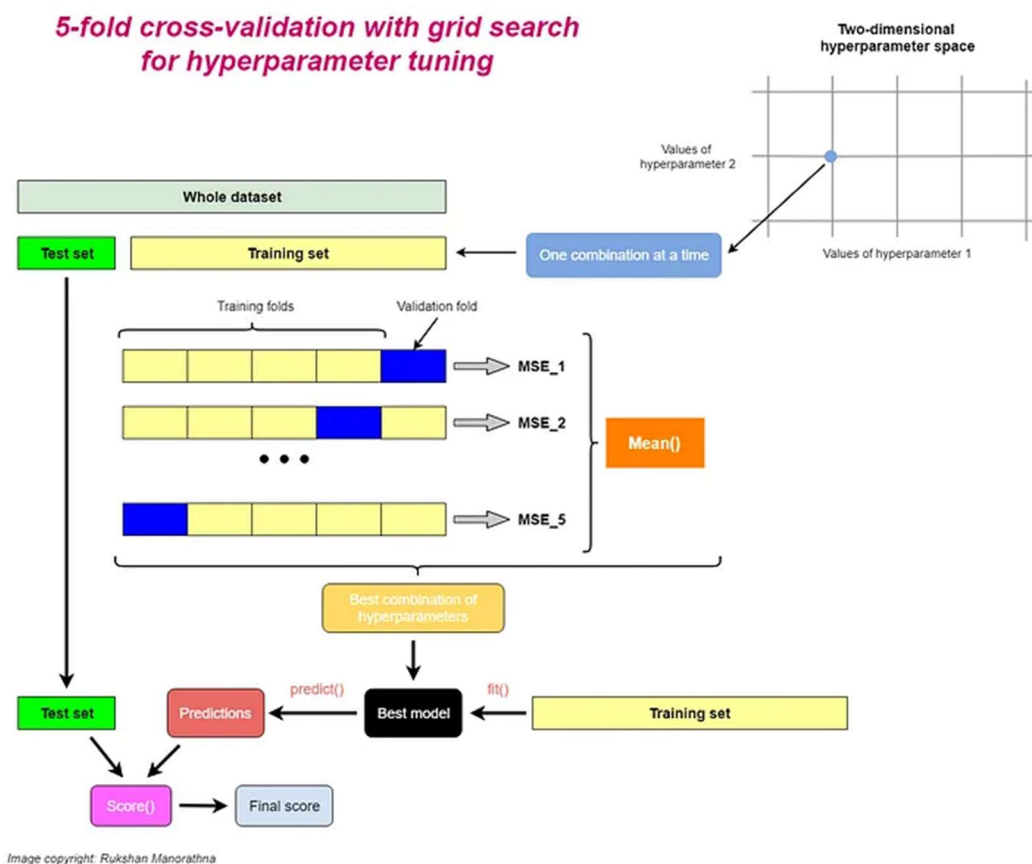 5-fold cross-validation with grid search
for hyperparameter tuning
Two-dimensional
hyperparameter space
Values of
hyperparameter 2
Values of hyperparameter 1
Whole dataset
Test set
Training set
One combination at a time
Training folds
Validation fold
MSE_1
MSE_2
Mean()
MSE_5
Best combination of
hyperparameters
Test set
Predictions
predict()
Best model
fit()
Training set
Score()
Final score
Image copyright: Rukshan Manorathna